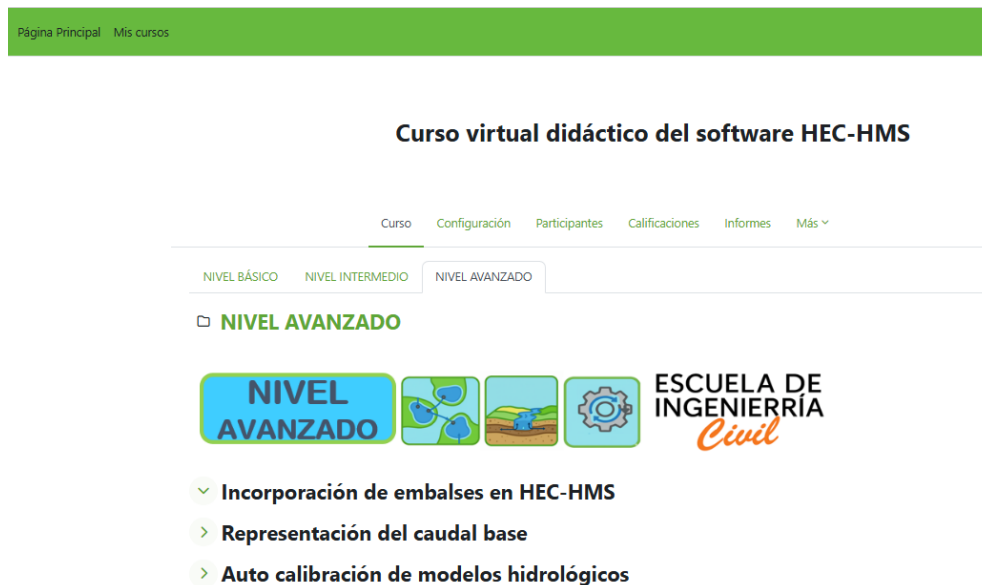 Página Principal Mis cursos
Curso virtual didáctico del software HEC-HMS
Curso Configuración Participantes Calificaciones Informes Más
NIVEL BÁSICO NIVEL INTERMEDIO NIVEL AVANZADO
NIVEL AVANZADO
NIVEL
AVANZADO
ESCUELA DE
INGENIERRÍA
Civil
Incorporación de embalses en HEC-HMS
Representación del caudal base
Auto calibración de modelos hidrológicos